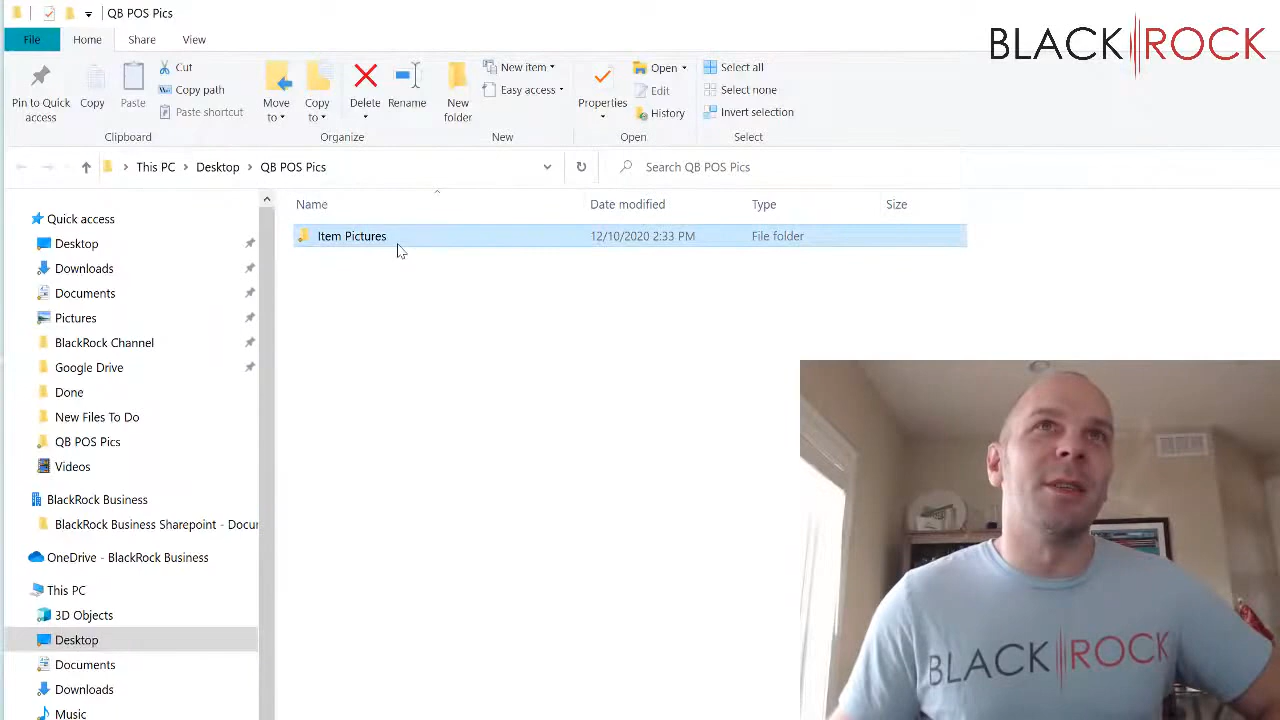 QB POS Pics
BLACK ROCK
File
Home
Share
View
Pin to Quick access
Copy
Paste
Cut
Copy path
Paste shortcut
Clipboard
Move to
Copy to
Delete
Rename
Organize
New folder
New item
Easy access
New
Properties
Open
Edit
History
Open
Select all
Select none
Invert selection
Select
This PC
Desktop
QB POS Pics
Search QB POS Pics
Name
Date modified
Type
Size
Item Pictures
12/10/2020 2:33 PM
File folder
Quick access
Desktop
Downloads
Documents
Pictures
BlackRock Channel
Google Drive
Done
New Files To Do
QB POS Pics
Videos
BlackRock Business
BlackRock Business Sharepoint - Docur
OneDrive - BlackRock Business
This PC
3D Objects
Desktop
Documents
Downloads
Music
BLACK ROCK